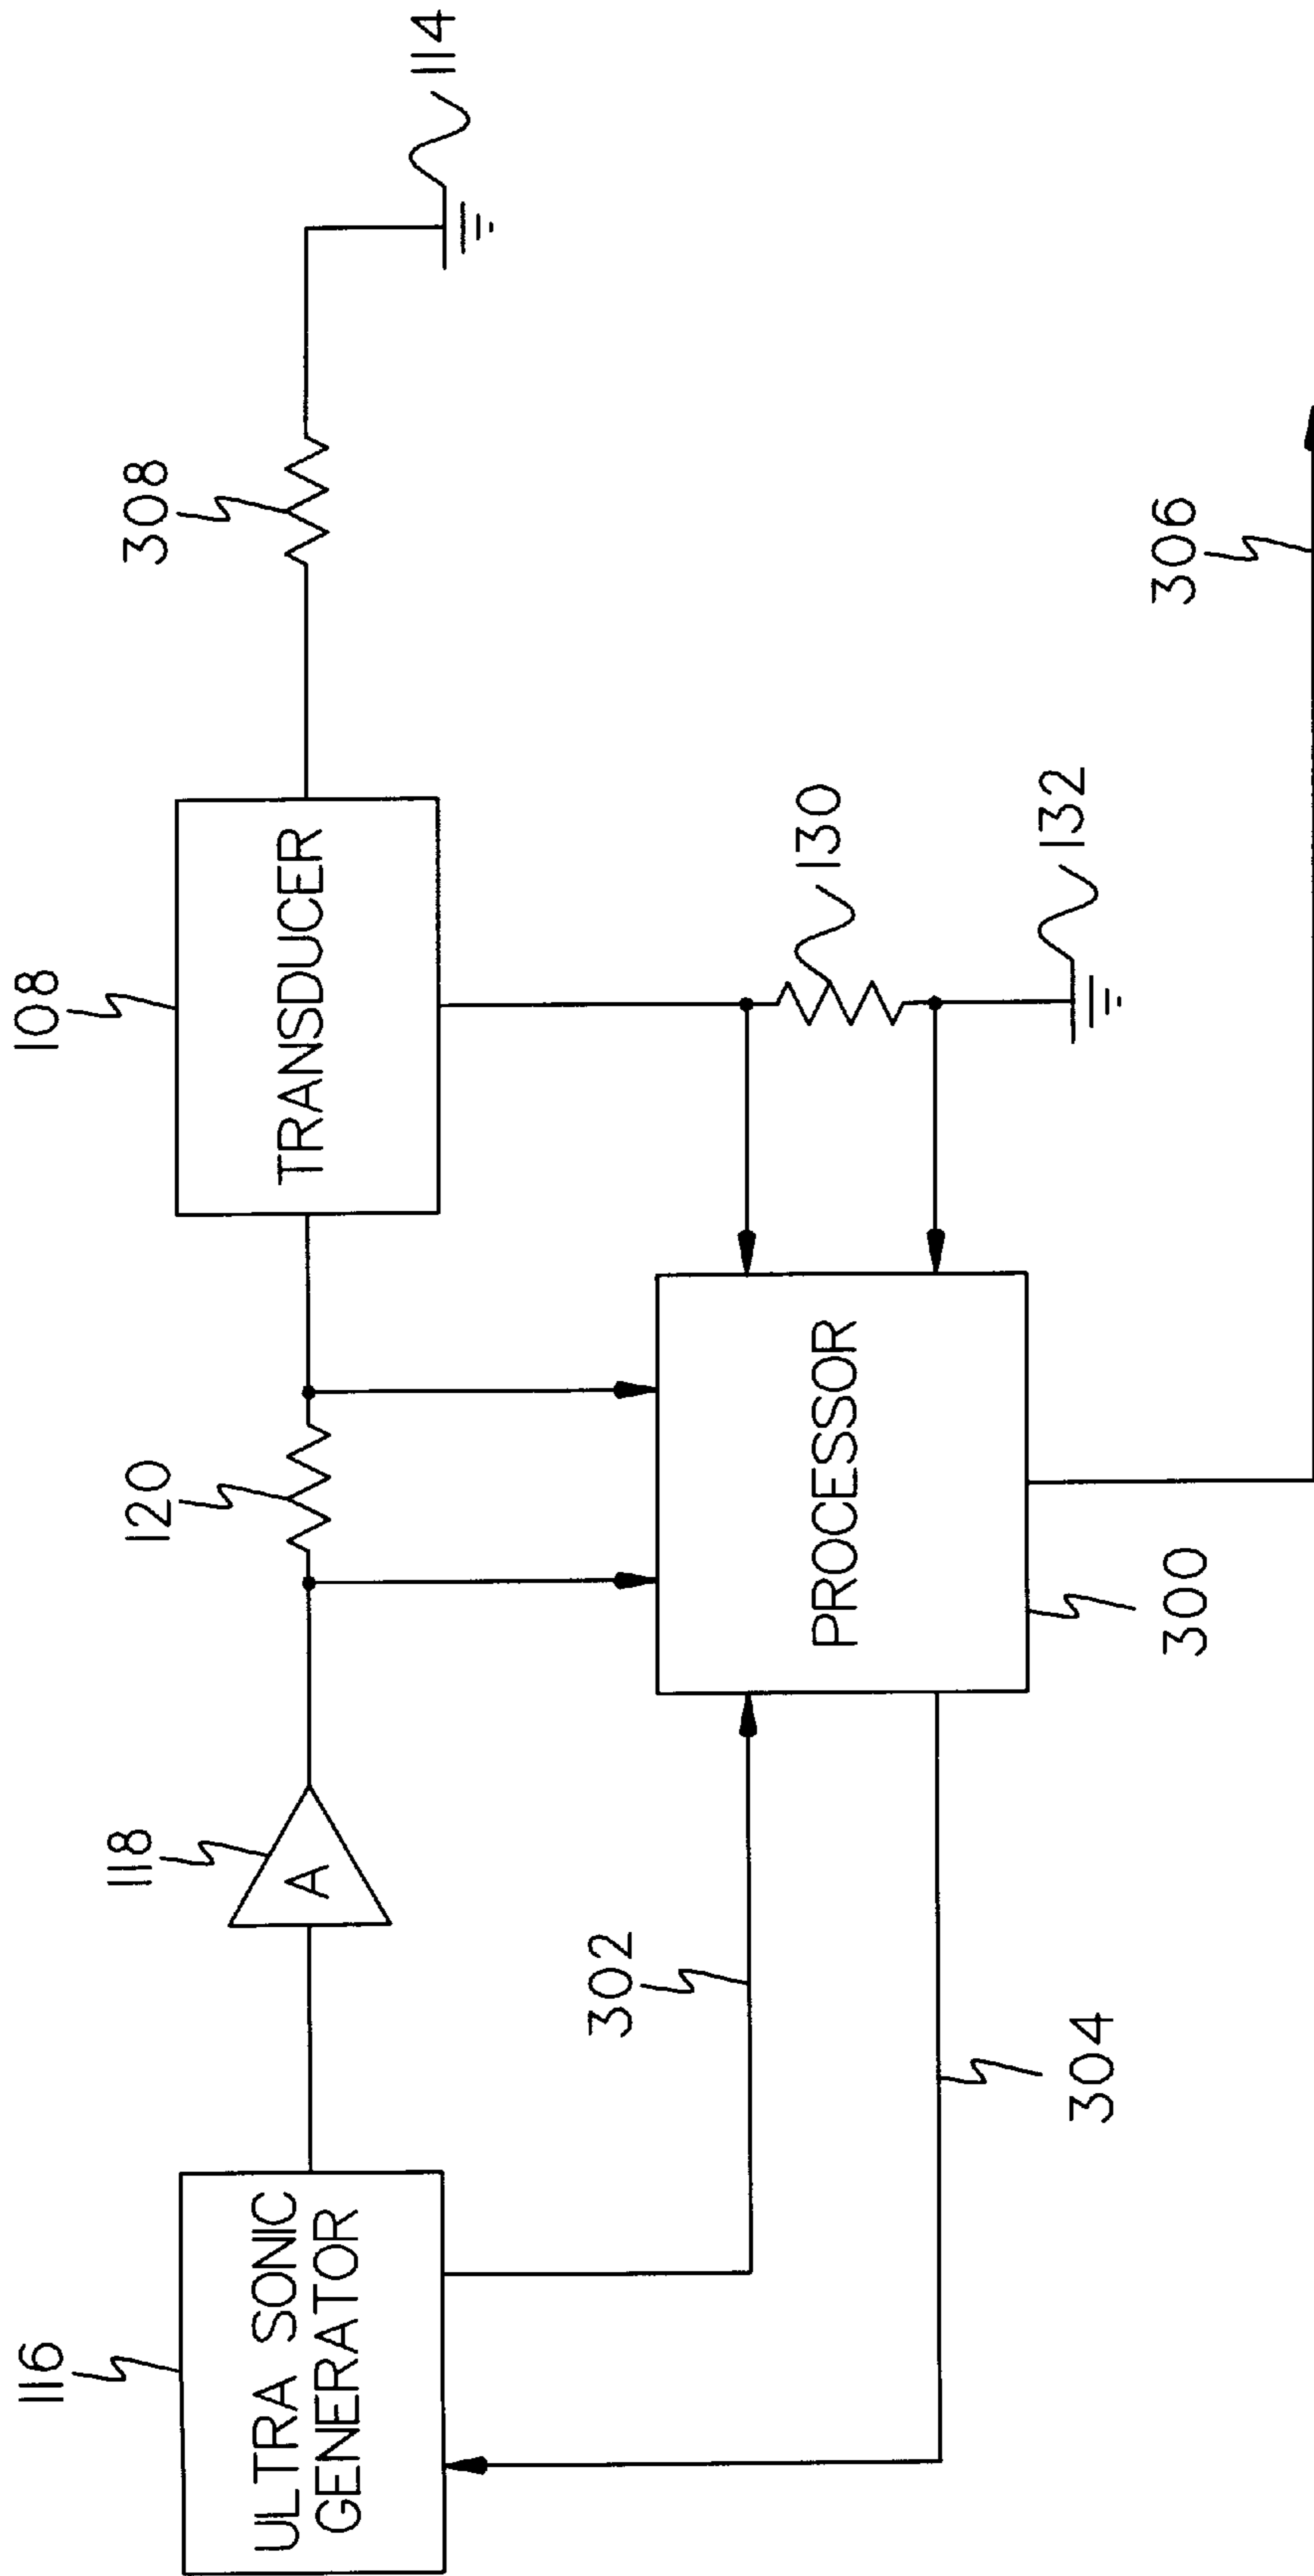 108
114
308
TRANSDUCER
120
118
A
116
ULTRA SONIC
GENERATOR
130
132
302
PROCESSOR
304
300
306